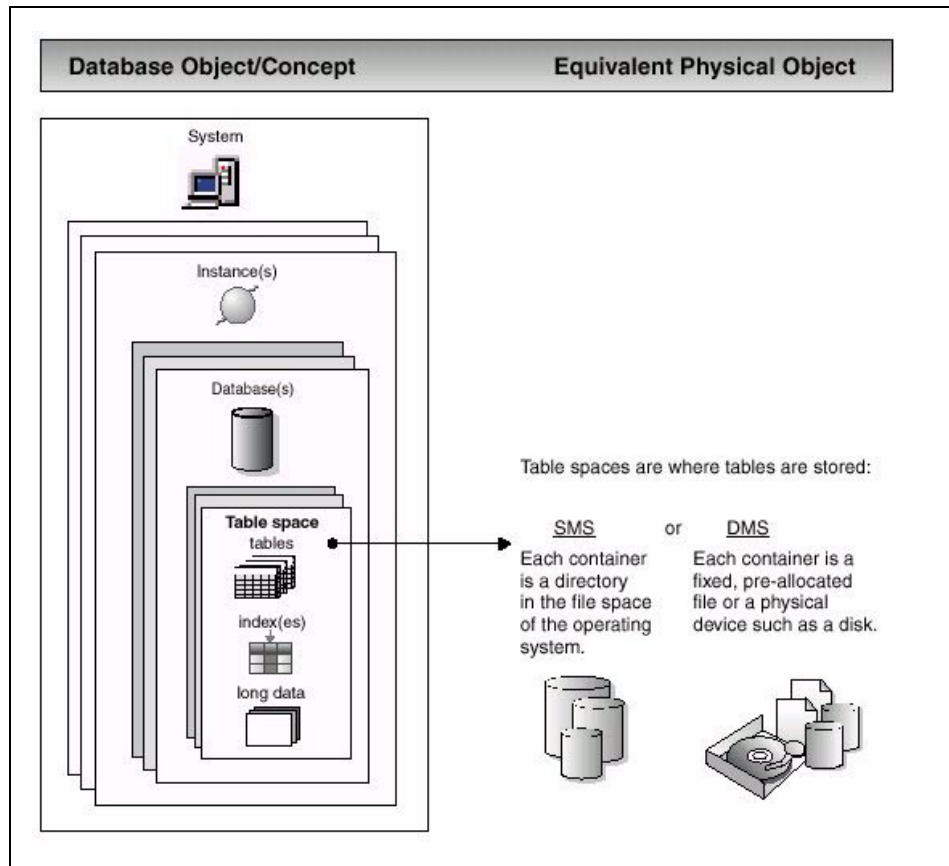 Database Object/Concept
Equivalent Physical Object
System
Instance(s)
Database(s)
Table space
tables
index(es)
long data
Table spaces are where tables are stored:
SMS or DMS
Each container
is a directory
in the file space
of the operating
system.
Each container is a
fixed, pre-allocated
file or a physical
device such as a disk.